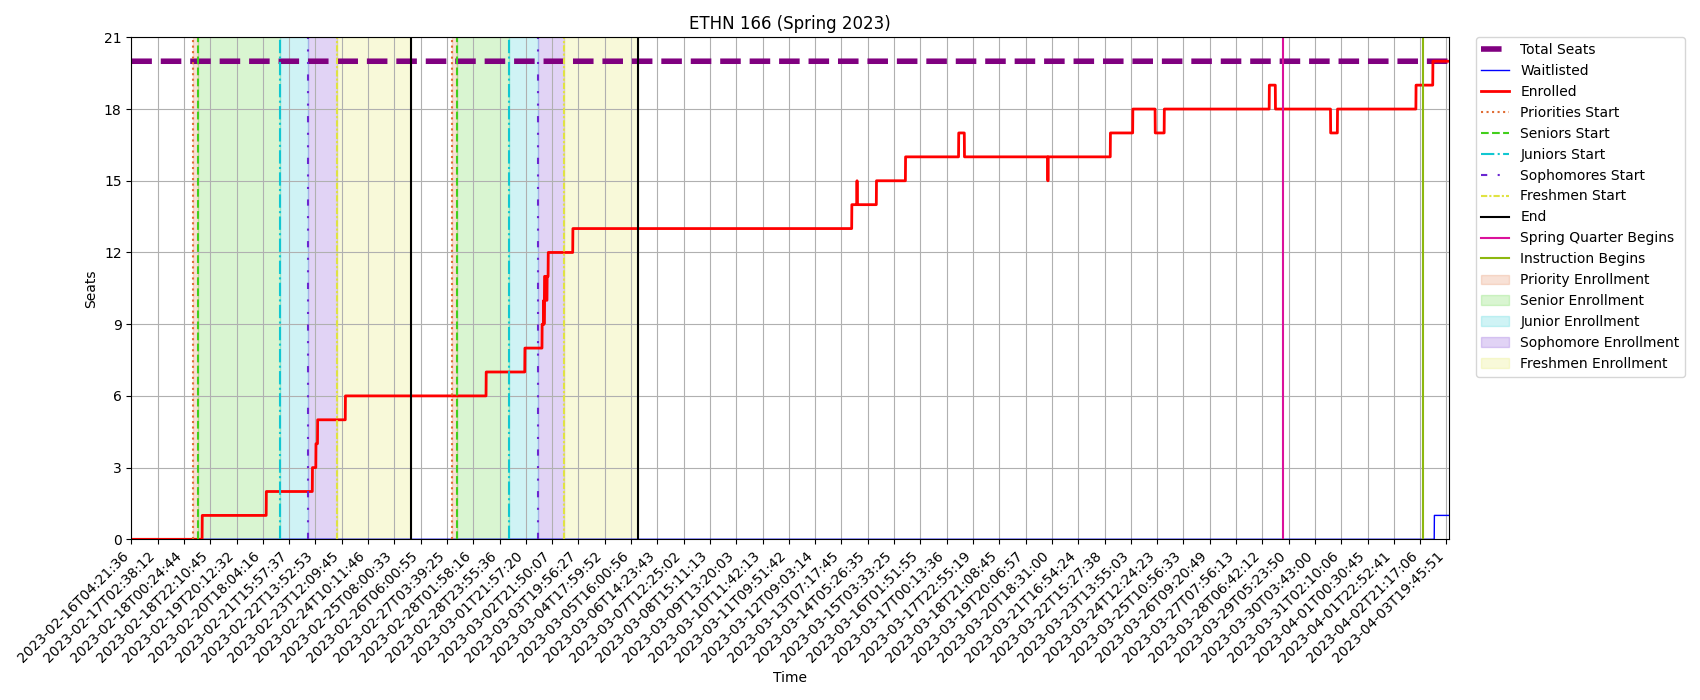 ETHN 166 (Spring 2023)
21
18
15
12
9
6
3
0
Seats
2023-02-16T04:21:36
2023-02-17T02:38:12
2023-02-18T00:24:44
2023-02-18T22:10:45
2023-02-19T20:12:32
2023-02-20T18:04:16
2023-02-21T15:57:37
2023-02-22T13:52:53
2023-02-23T12:09:45
2023-02-24T10:11:46
2023-02-25T08:00:33
2023-02-26T06:00:55
2023-02-27T03:39:25
2023-02-28T01:58:16
2023-02-28T23:55:36
2023-03-01T21:57:20
2023-03-02T21:50:07
2023-03-03T19:56:27
2023-03-04T17:59:52
2023-03-05T16:00:56
2023-03-06T14:23:43
2023-03-07T12:25:02
2023-03-08T15:11:13
2023-03-09T13:20:03
2023-03-10T11:42:13
2023-03-11T09:51:42
2023-03-12T09:03:14
2023-03-13T07:17:45
2023-03-14T05:26:35
2023-03-15T03:33:25
2023-03-16T01:51:55
2023-03-17T00:13:36
2023-03-17T22:55:19
2023-03-18T21:08:45
2023-03-19T20:06:57
2023-03-20T18:31:00
2023-03-21T16:54:24
2023-03-22T15:27:38
2023-03-23T13:55:03
2023-03-24T12:24:23
2023-03-25T10:56:33
2023-03-26T09:20:49
2023-03-27T07:56:13
2023-03-28T06:42:12
2023-03-29T05:23:50
2023-03-30T03:43:00
2023-03-31T02:10:06
2023-04-01T00:30:45
2023-04-01T22:52:41
2023-04-02T21:17:06
2023-04-03T19:45:51
Time
Total Seats
Waitlisted
Enrolled
Priorities Start
Seniors Start
Juniors Start
Sophomores Start
Freshmen Start
End
Spring Quarter Begins
Instruction Begins
Priority Enrollment
Senior Enrollment
Junior Enrollment
Sophomore Enrollment
Freshmen Enrollment